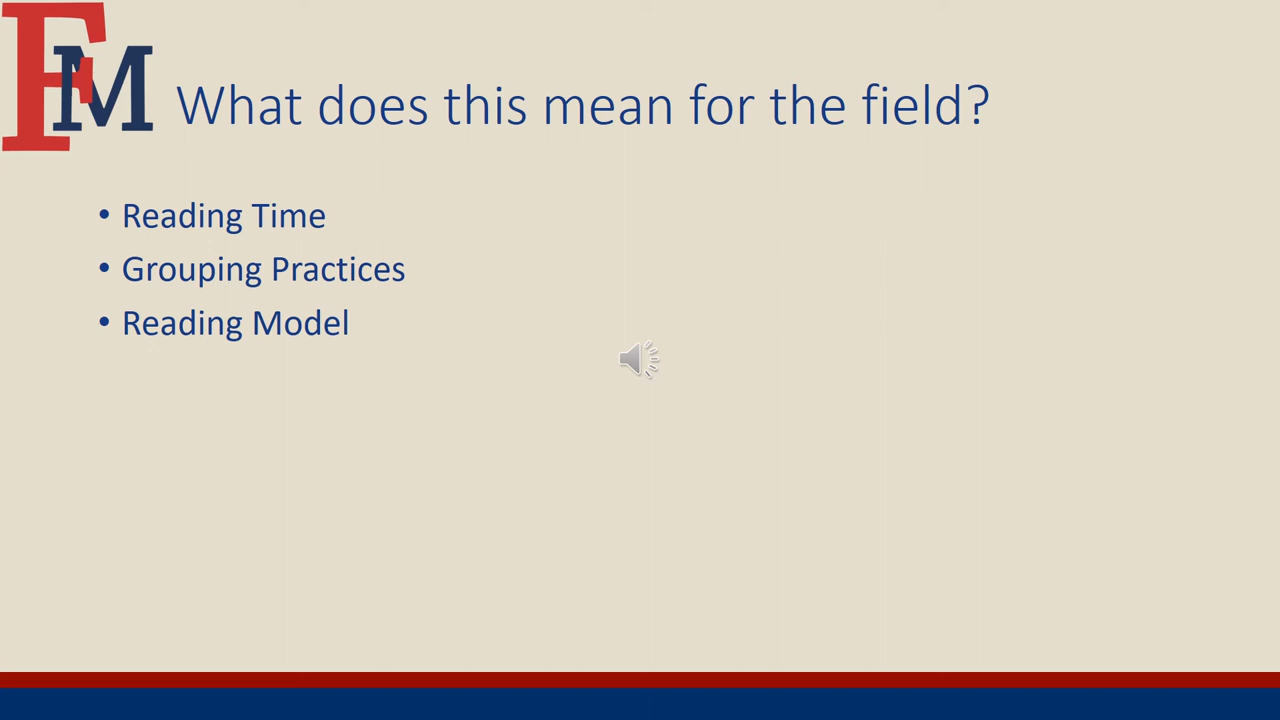 FM
What does this mean for the field?
• Reading Time
• Grouping Practices
• Reading Model